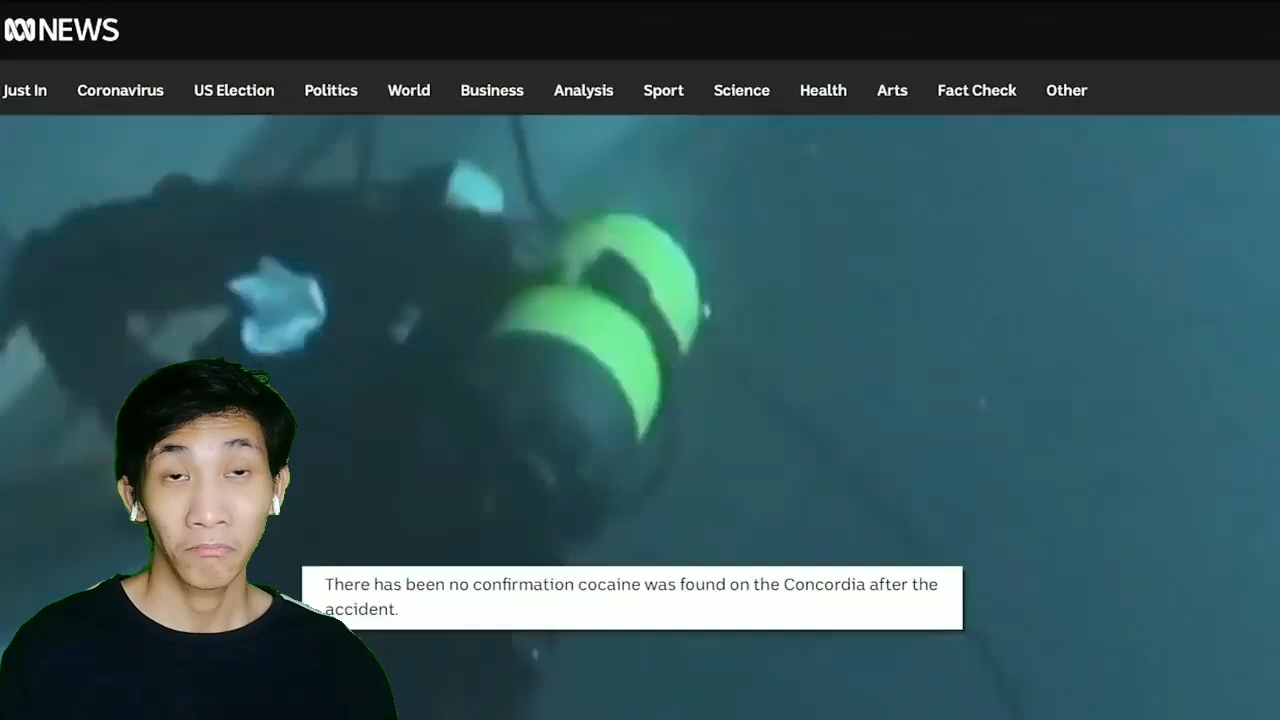 NEWS
Just In Coronavirus US Election Politics World Business Analysis Sport Science Health Arts Fact Check Other
There has been no confirmation cocaine was found on the Concordia after the
accident.